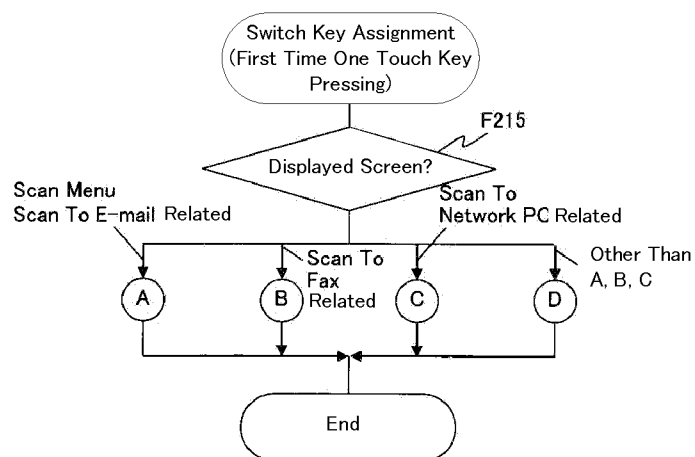 Switch Key Assignment
(First Time One Touch Key
Pressing)
F215
Displayed Screen?
Scan Menu
Scan To E-mail Related
Scan To
Fax
Related
Scan To
Network PC Related
Other Than
A, B, C
A
B
C
D
End